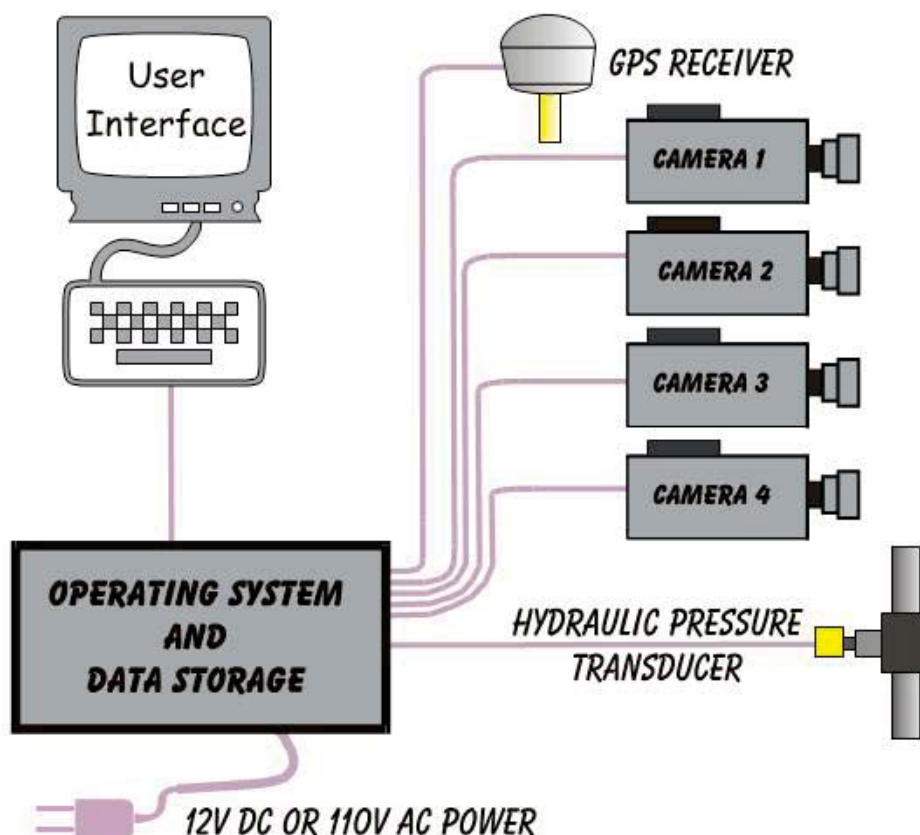 User
Interface
GPS RECEIVER
CAMERA 1
CAMERA 2
CAMERA 3
CAMERA 4
OPERATING SYSTEM
AND
DATA STORAGE
HYDRAULIC PRESSURE
TRANSDUCER
12V DC OR 110V AC POWER